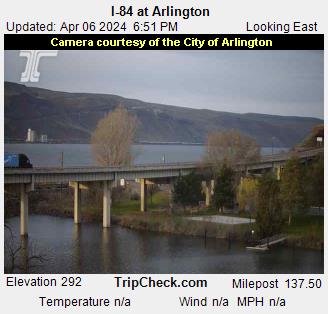 I-84 at Arlington
Updated: Apr 06 2024 6:51 PM Looking East
Camera courtesy of the City of Arlington
Elevation 292 TripCheck.com Milepost 137.50
Temperature n/a Wind n/a MPH n/a